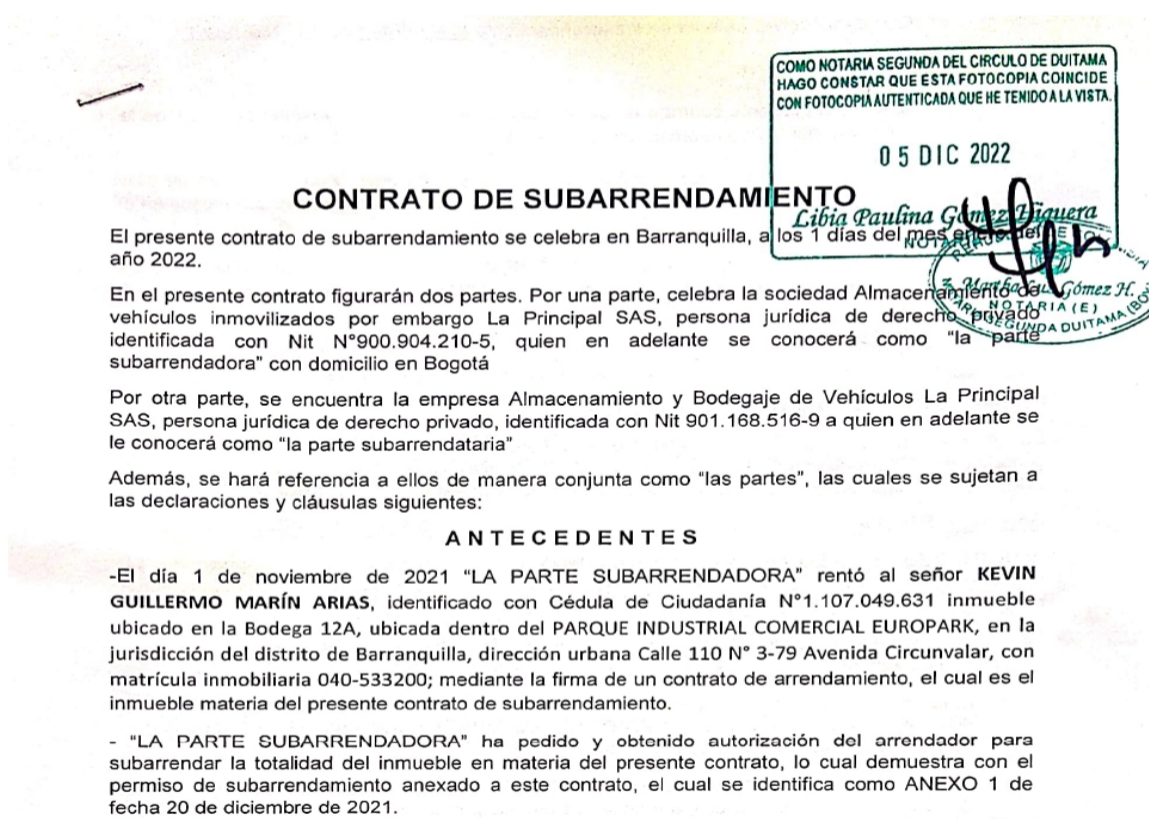 COMO NOTARIA SEGUNDA DEL CIRCULO DE DUITAMA
HAGO CONSTAR QUE ESTA FOTOCOPIA COINCIDE
CON FOTOCOPIA AUTENTICADA QUE HE TENIDO A LA VISTA.
05 DIC 2022
Libia Paulina Gómez Higuera
CONTRATO DE SUBARRENDAMIENTO
El presente contrato de subarrendamiento se celebra en Barranquilla, a los 1 días del mes enero del
año 2022.
En el presente contrato figurarán dos partes. Por una parte, celebra la sociedad Almacenamiento de
vehículos inmovilizados por embargo La Principal SAS, persona jurídica de derecho privado
identificada con Nit N°900.904.210-5, quien en adelante se conocerá como "la parte
subarrendadora" con domicilio en Bogotá
Gómez H.
NOTARIA (E)
SEGUNDA DUITAMA
Por otra parte, se encuentra la empresa Almacenamiento y Bodegaje de Vehículos La Principal
SAS, persona jurídica de derecho privado, identificada con Nit 901.168.516-9 a quien en adelante se
le conocerá como "la parte subarrendataria"
Además, se hará referencia a ellos de manera conjunta como "las partes", las cuales se sujetan a
las declaraciones y cláusulas siguientes:
ANTECEDENTES
-El día 1 de noviembre de 2021 "LA PARTE SUBARRENDADORA" rentó al señor KEVIN
GUILLERMO MARÍN ARIAS, identificado con Cédula de Ciudadanía N°1.107.049.631 inmueble
ubicado en la Bodega 12A, ubicada dentro del PARQUE INDUSTRIAL COMERCIAL EUROPARK, en la
jurisdicción del distrito de Barranquilla, dirección urbana Calle 110 N° 3-79 Avenida Circunvalar, con
matrícula inmobiliaria 040-533200; mediante la firma de un contrato de arrendamiento, el cual es el
inmueble materia del presente contrato de subarrendamiento.
- "LA PARTE SUBARRENDADORA" ha pedido y obtenido autorización del arrendador para
subarrendar la totalidad del inmueble en materia del presente contrato, lo cual demuestra con el
permiso de subarrendamiento anexado a este contrato, el cual se identifica como ANEXO 1 de
fecha 20 de diciembre de 2021.